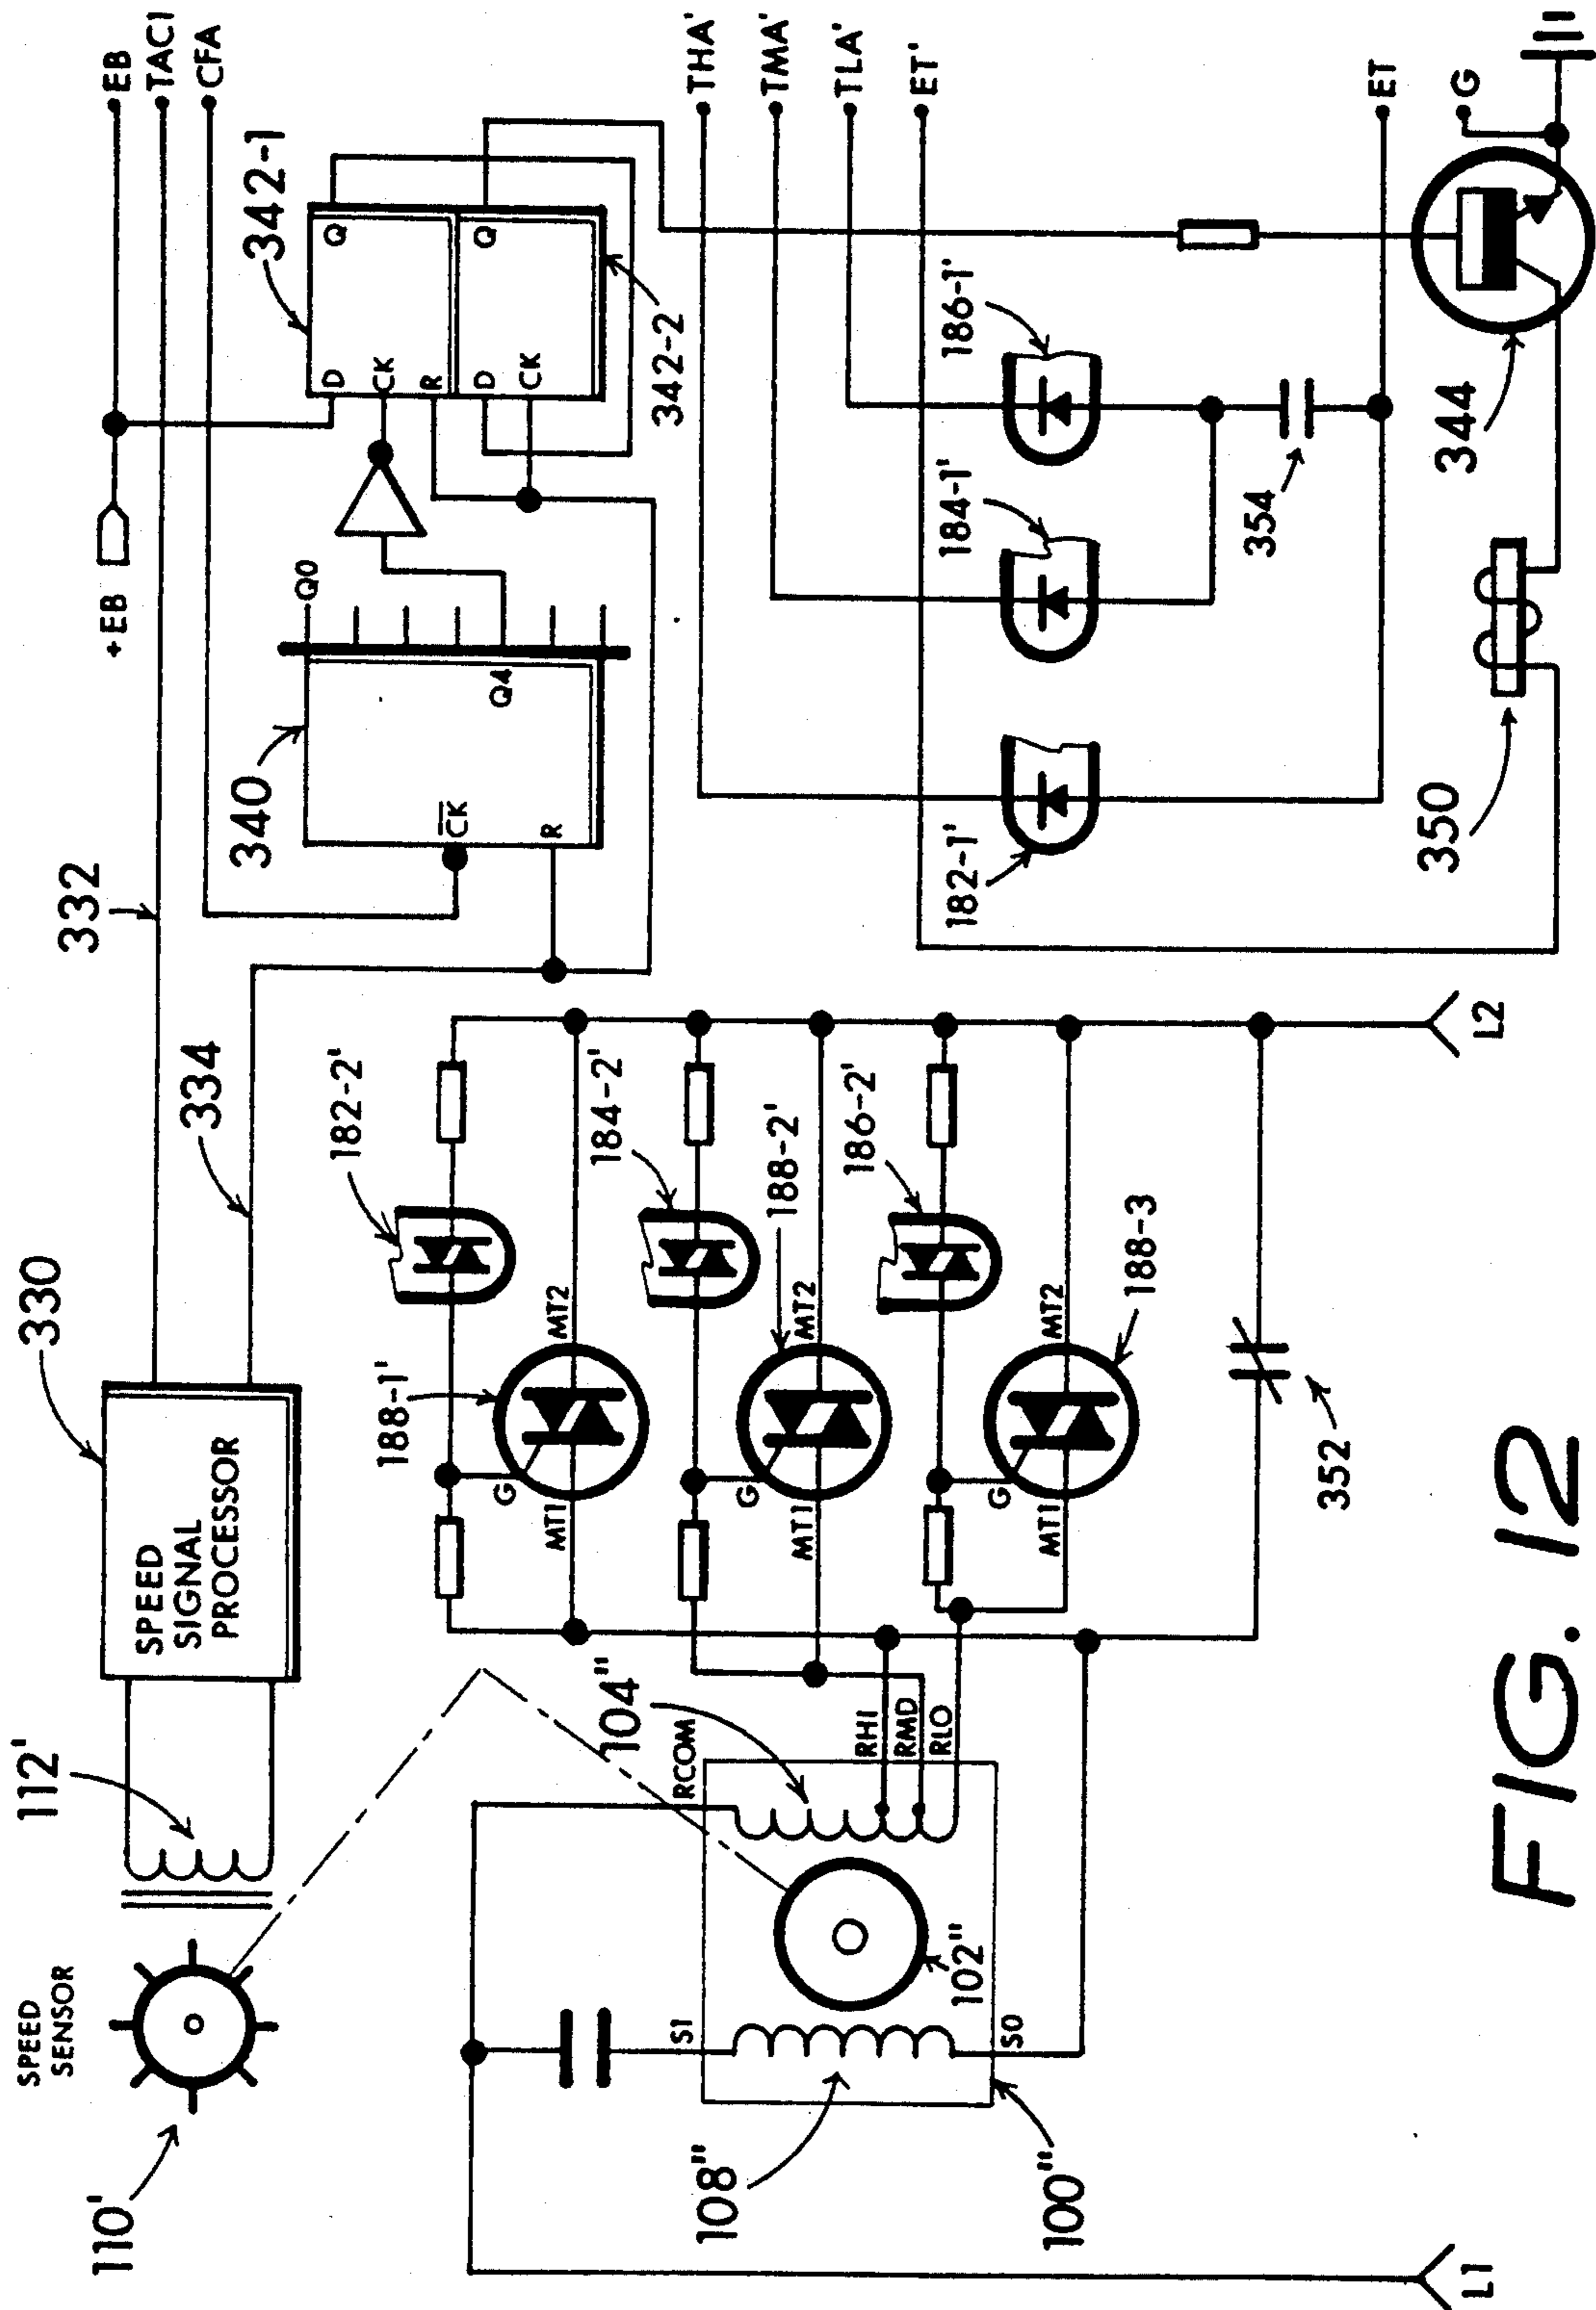 SPEED
SENSOR
110'
112'
330
SPEED
SIGNAL
PROCESSOR
332
334
+EB
EB
TAC1
CFA
340
CK
R
Q0
Q4
342-1
D
CK
R
Q
D
CK
Q
342-2
THA'
TMA'
TLA'
ET'
ET
G
182-1'
184-1'
186-1'
354
344
350
182-2'
184-2'
186-2'
188-1'
G
MT1
MT2
188-2'
G
MT1
MT2
188-3
G
MT1
MT2
352
L2
104"
RCOM
RHI
RMD
RLO
102"
S1
S0
108"
100"
L1
FIG. 12